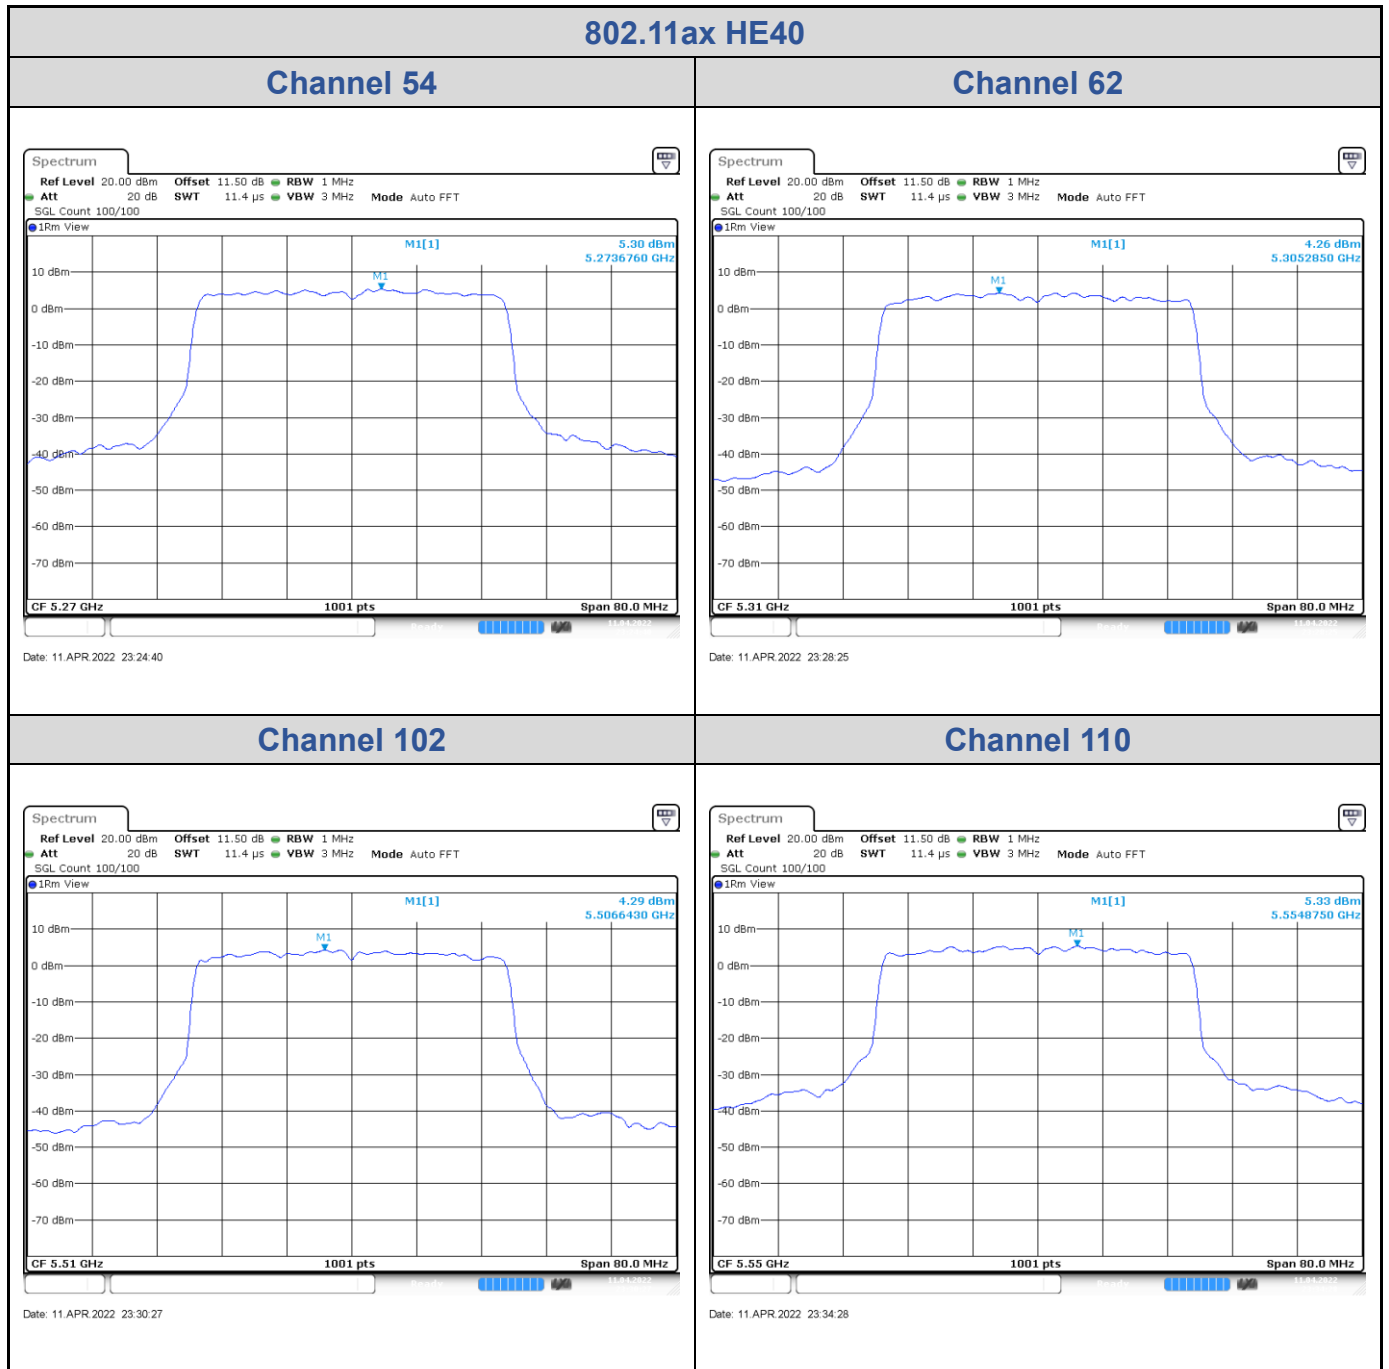 802.11ax HE40
Channel 54
Channel 62
Spectrum
Ref Level 20.00 dBm Offset 11.50 dB RBW 1 MHz
Att 20 dB SWT 11.4 µs VBW 3 MHz Mode Auto FFT
SGL Count 100/100
1Rm View
M1[1] 5.30 dBm
5.2736760 GHz
M1
10 dBm
0 dBm
-10 dBm
-20 dBm
-30 dBm
-40 dBm
-50 dBm
-60 dBm
-70 dBm
CF 5.27 GHz 1001 pts Span 80.0 MHz
Ready 11.04.2022
Date: 11.APR.2022 23:24:40
Spectrum
Ref Level 20.00 dBm Offset 11.50 dB RBW 1 MHz
Att 20 dB SWT 11.4 µs VBW 3 MHz Mode Auto FFT
SGL Count 100/100
1Rm View
M1[1] 4.26 dBm
5.3052850 GHz
M1
10 dBm
0 dBm
-10 dBm
-20 dBm
-30 dBm
-40 dBm
-50 dBm
-60 dBm
-70 dBm
CF 5.31 GHz 1001 pts Span 80.0 MHz
Ready 11.04.2022
Date: 11.APR.2022 23:28:25
Channel 102
Channel 110
Spectrum
Ref Level 20.00 dBm Offset 11.50 dB RBW 1 MHz
Att 20 dB SWT 11.4 µs VBW 3 MHz Mode Auto FFT
SGL Count 100/100
1Rm View
M1[1] 4.29 dBm
5.5066430 GHz
M1
10 dBm
0 dBm
-10 dBm
-20 dBm
-30 dBm
-40 dBm
-50 dBm
-60 dBm
-70 dBm
CF 5.51 GHz 1001 pts Span 80.0 MHz
Ready 11.04.2022
Date: 11.APR.2022 23:30:27
Spectrum
Ref Level 20.00 dBm Offset 11.50 dB RBW 1 MHz
Att 20 dB SWT 11.4 µs VBW 3 MHz Mode Auto FFT
SGL Count 100/100
1Rm View
M1[1] 5.33 dBm
5.5548750 GHz
M1
10 dBm
0 dBm
-10 dBm
-20 dBm
-30 dBm
-40 dBm
-50 dBm
-60 dBm
-70 dBm
CF 5.55 GHz 1001 pts Span 80.0 MHz
Ready 11.04.2022
Date: 11.APR.2022 23:34:28